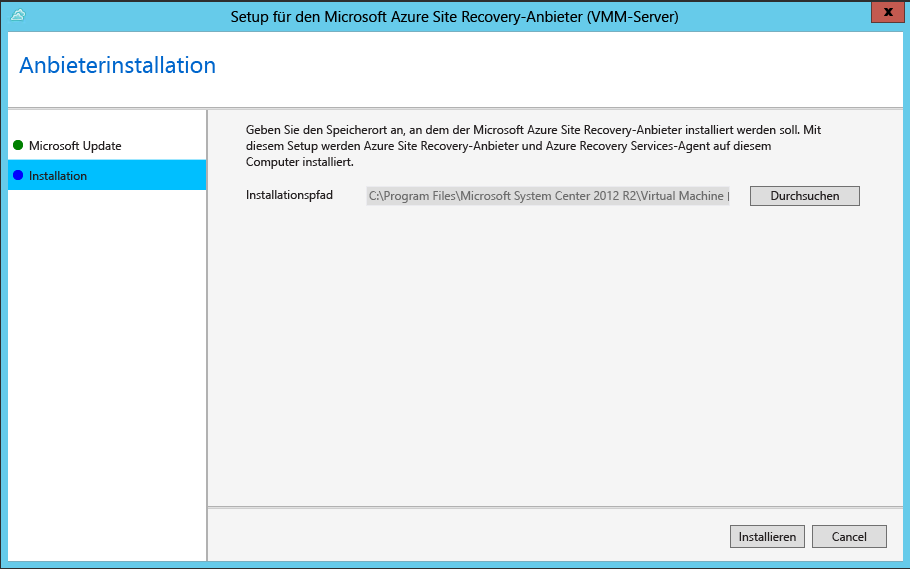 Setup für den Microsoft Azure Site Recovery-Anbieter (VMM-Server)
x
Anbieterinstallation
Microsoft Update
Installation
Geben Sie den Speicherort an, an dem der Microsoft Azure Site Recovery-Anbieter installiert werden soll. Mit
diesem Setup werden Azure Site Recovery-Anbieter und Azure Recovery Services-Agent auf diesem
Computer installiert.
Installationspfad
C:\Program Files\Microsoft System Center 2012 R2\Virtual Machine
Durchsuchen
Installieren
Cancel